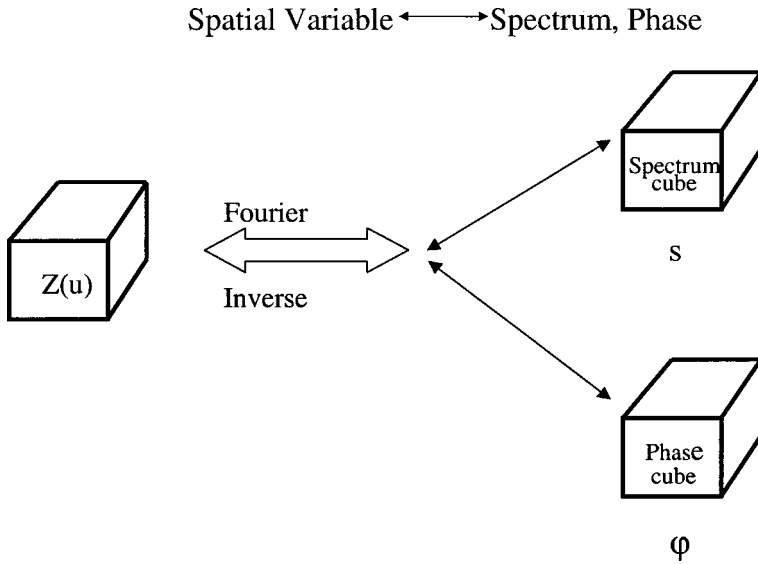 Spatial Variable ↔ Spectrum, Phase
Spectrum
cube
s
Fourier
Z(u)
Inverse
Phase
cube
φ